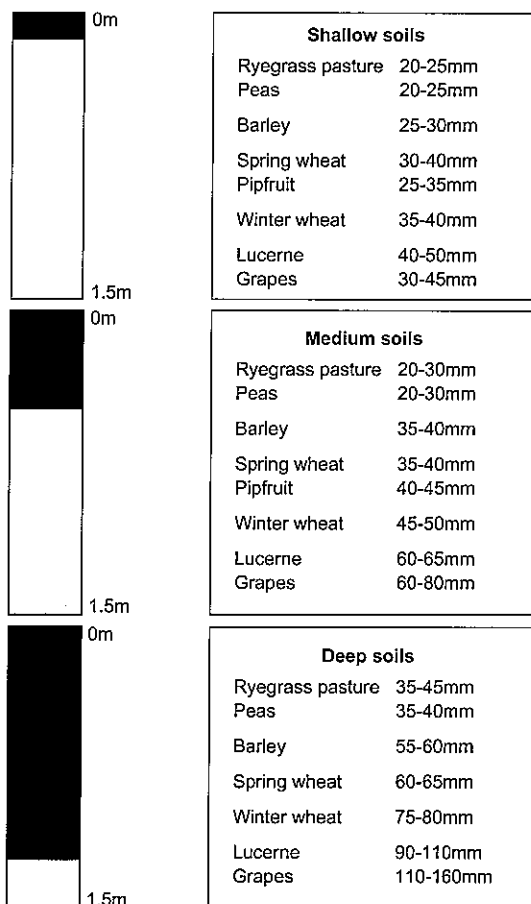 0m
1.5m
Shallow soils
Ryegrass pasture 20-25mm
Peas 20-25mm
Barley 25-30mm
Spring wheat 30-40mm
Pipfruit 25-35mm
Winter wheat 35-40mm
Lucerne 40-50mm
Grapes 30-45mm
0m
1.5m
Medium soils
Ryegrass pasture 20-30mm
Peas 20-30mm
Barley 35-40mm
Spring wheat 35-40mm
Pipfruit 40-45mm
Winter wheat 45-50mm
Lucerne 60-65mm
Grapes 60-80mm
0m
1.5m
Deep soils
Ryegrass pasture 35-45mm
Peas 35-40mm
Barley 55-60mm
Spring wheat 60-65mm
Winter wheat 75-80mm
Lucerne 90-110mm
Grapes 110-160mm